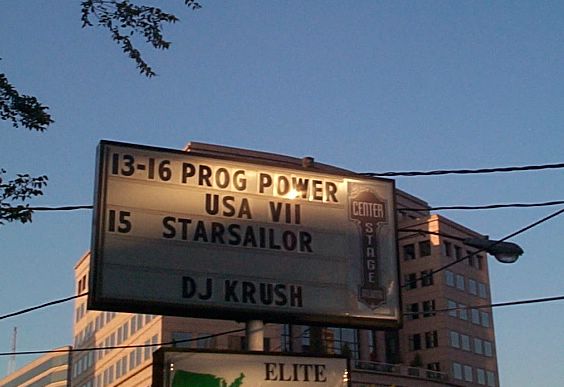 13-16 PROG POWER
USA VII
15 STARSAILOR
DJ KRUSH
CENTER
STAGE
ELITE